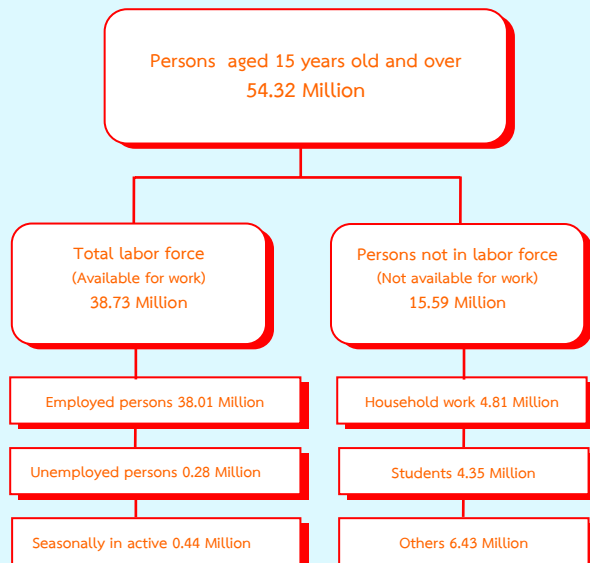 Persons aged 15 years old and over
54.32 Million
Total labor force
(Available for work)
38.73 Million
Persons not in labor force
(Not available for work)
15.59 Million
Employed persons 38.01 Million
Household work 4.81 Million
Unemployed persons 0.28 Million
Students 4.35 Million
Seasonally in active 0.44 Million
Others 6.43 Million